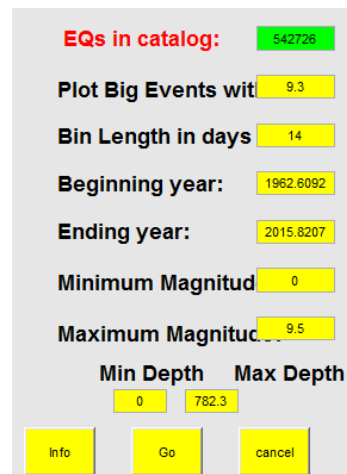 EQs in catalog: 542726
Plot Big Events wit 9.3
Bin Length in days 14
Beginning year: 1962.6092
Ending year: 2015.8207
Minimum Magnitud 0
Maximum Magnitude: 9.5
Min Depth Max Depth
0 782.3
Info Go cancel